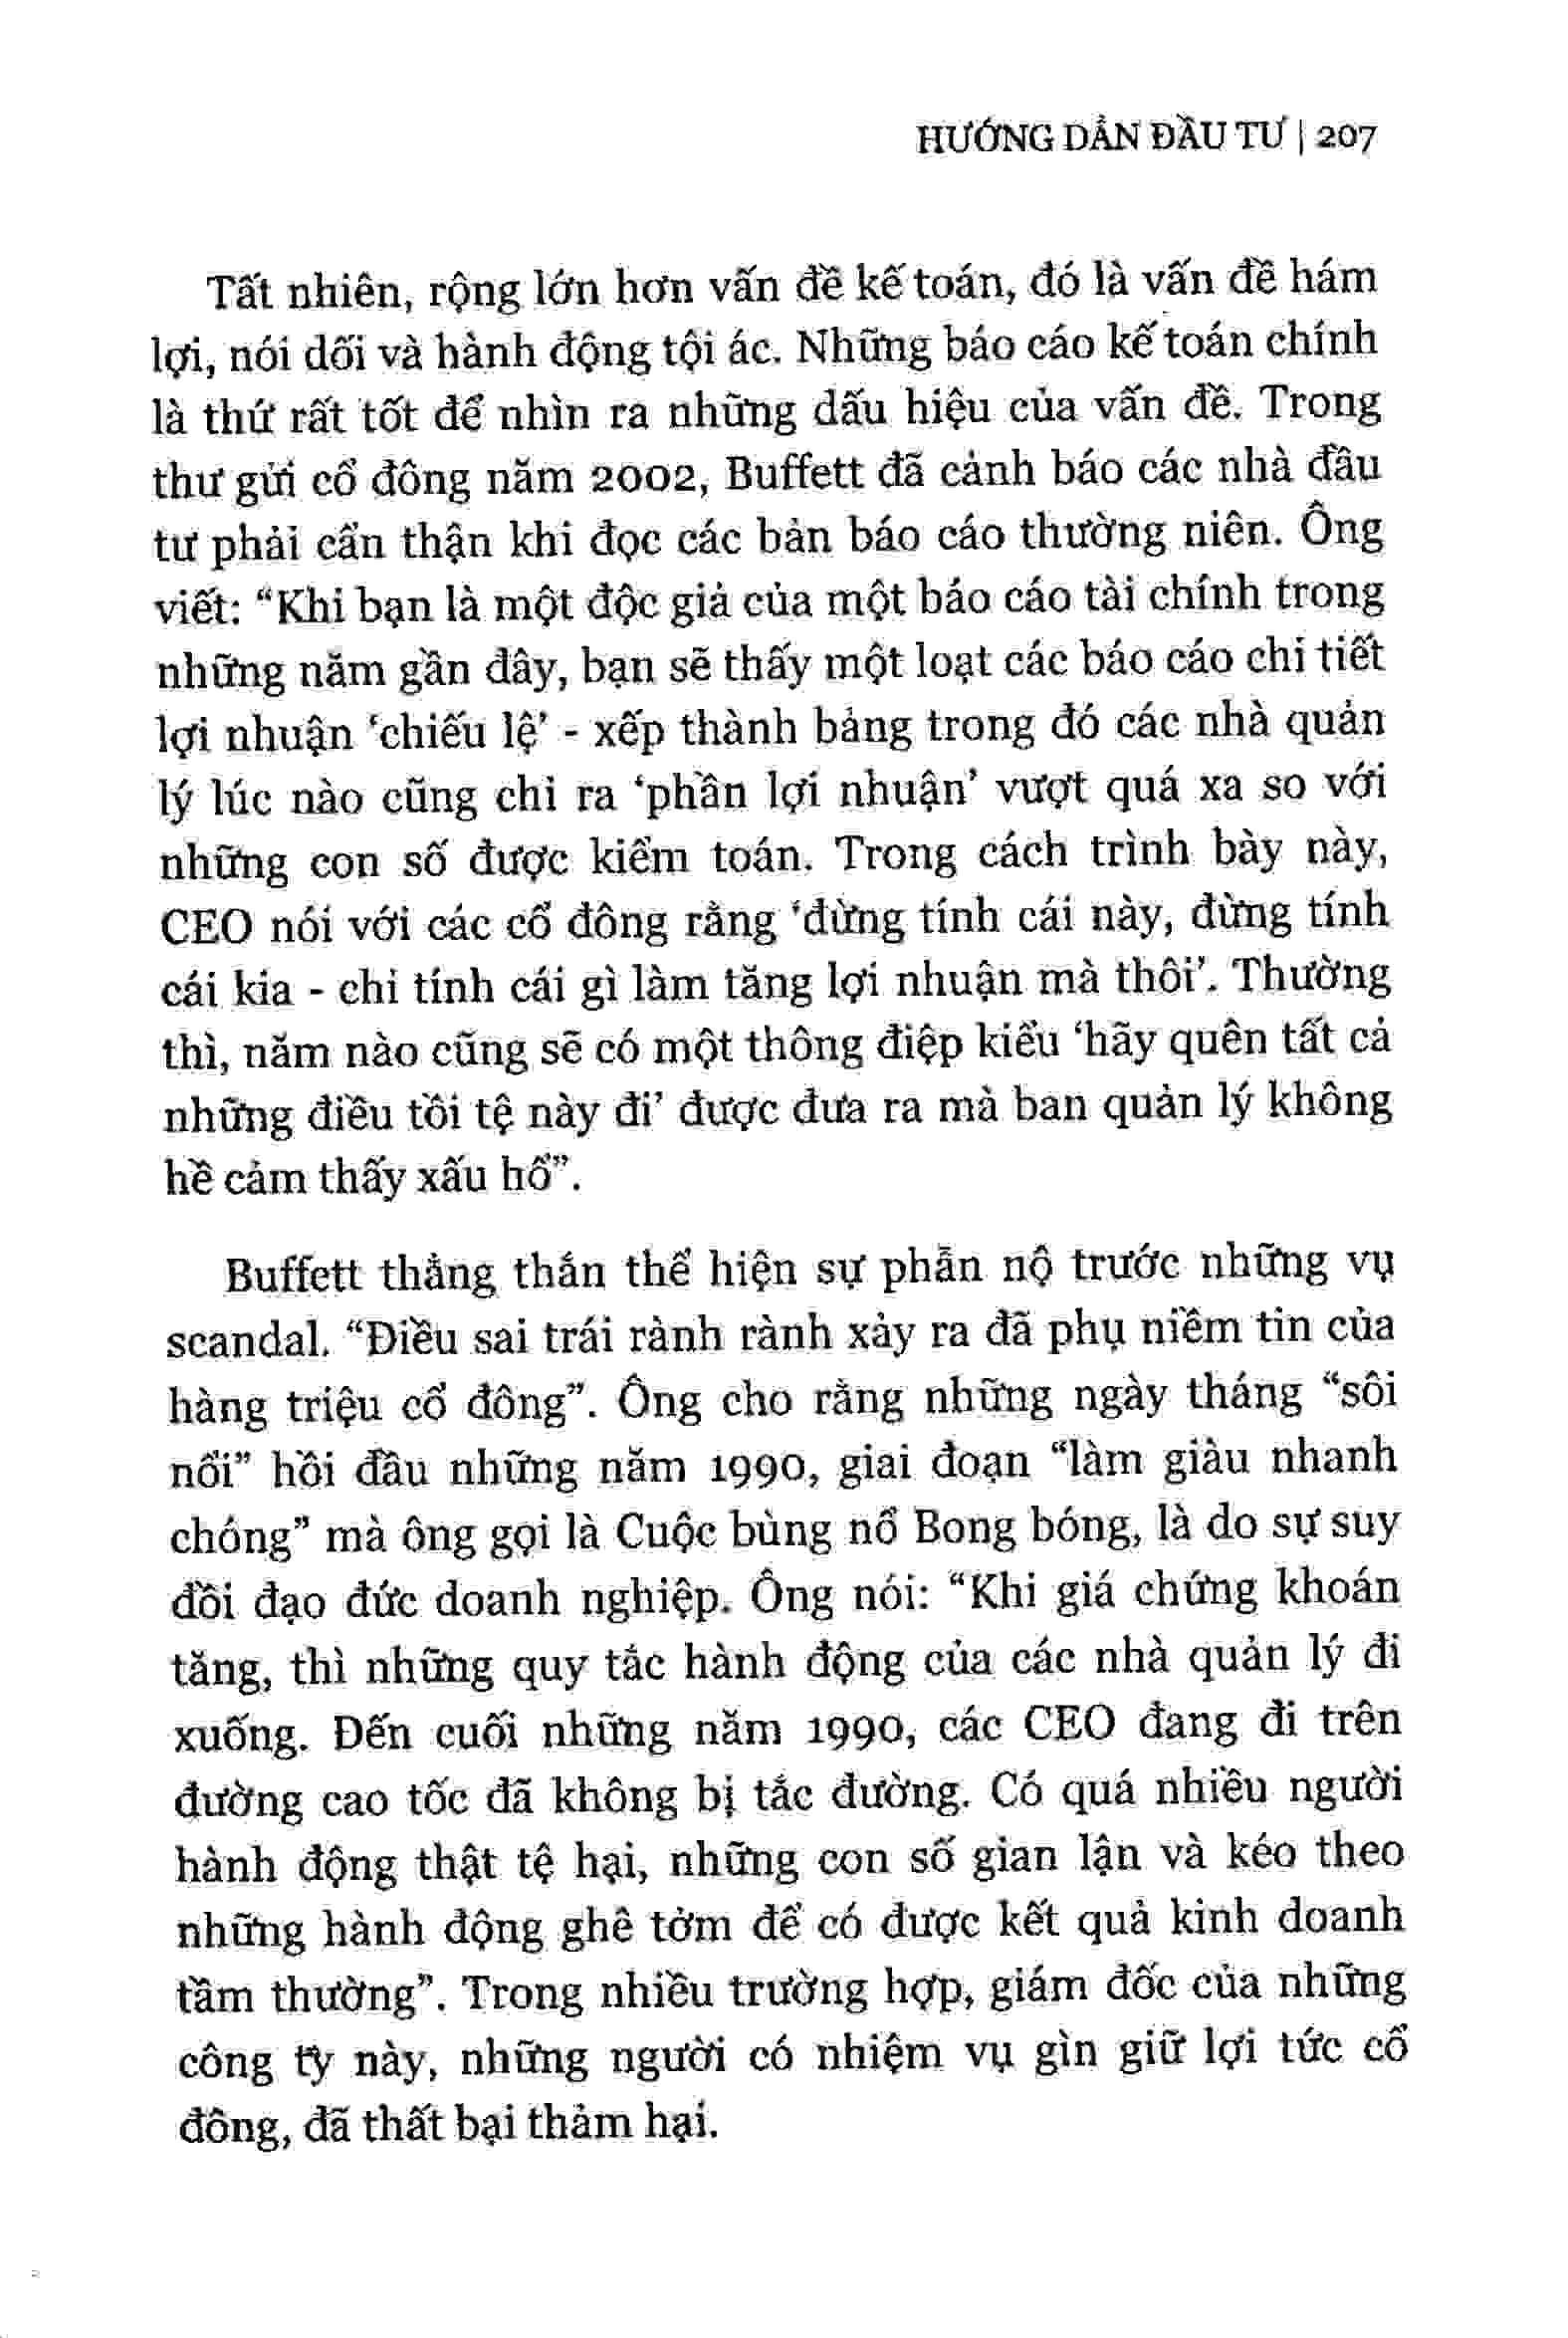 HƯỚNG DẪN ĐẦU TƯ | 207
Tất nhiên, rộng lớn hơn vấn đề kế toán, đó là vấn đề hám
lợi, nói dối và hành động tội ác. Những báo cáo kế toán chính
là thứ rất tốt để nhìn ra những dấu hiệu của vấn đề. Trong
thư gửi cổ đông năm 2002, Buffett đã cảnh báo các nhà đầu
tư phải cẩn thận khi đọc các bản báo cáo thường niên. Ông
viết: “Khi bạn là một độc giả của một báo cáo tài chính trong
những năm gần đây, bạn sẽ thấy một loạt các báo cáo chi tiết
lợi nhuận ‘chiếu lệ’ - xếp thành bảng trong đó các nhà quản
lý lúc nào cũng chỉ ra ‘phần lợi nhuận’ vượt quá xa so với
những con số được kiểm toán. Trong cách trình bày này,
CEO nói với các cổ đông rằng ‘đừng tính cái này, đừng tính
cái kia - chỉ tính cái gì làm tăng lợi nhuận mà thôi’. Thường
thì, năm nào cũng sẽ có một thông điệp kiểu ‘hãy quên tất cả
những điều tồi tệ này đi’ được đưa ra mà ban quản lý không
hề cảm thấy xấu hổ”.
Buffett thẳng thắn thể hiện sự phẫn nộ trước những vụ
scandal. “Điều sai trái rành rành xảy ra đã phụ niềm tin của
hàng triệu cổ đông”. Ông cho rằng những ngày tháng “sôi
nổi” hồi đầu những năm 1990, giai đoạn “làm giàu nhanh
chóng” mà ông gọi là Cuộc bùng nổ Bong bóng, là do sự suy
đồi đạo đức doanh nghiệp. Ông nói: “Khi giá chứng khoán
tăng, thì những quy tắc hành động của các nhà quản lý đi
xuống. Đến cuối những năm 1990, các CEO đang đi trên
đường cao tốc đã không bị tắc đường. Có quá nhiều người
hành động thật tệ hại, những con số gian lận và kéo theo
những hành động ghê tởm để có được kết quả kinh doanh
tầm thường”. Trong nhiều trường hợp, giám đốc của những
công ty này, những người có nhiệm vụ gìn giữ lợi tức cổ
đông, đã thất bại thảm hại.